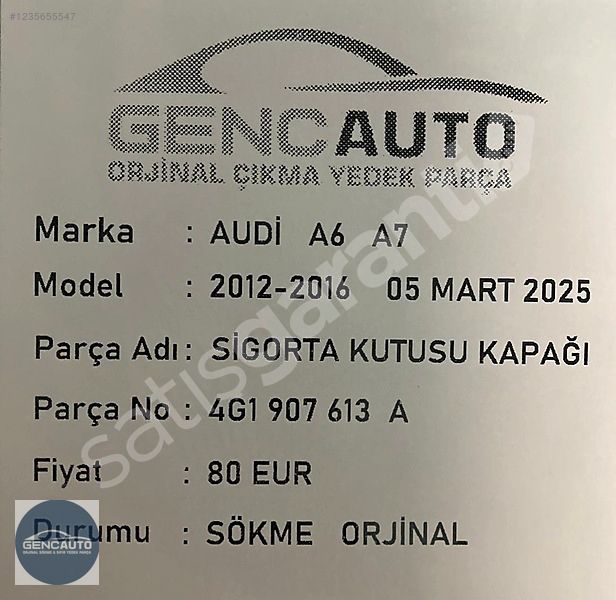 #1235655547
GENCAUTO
ORJİNAL ÇIKMA YEDEK PARÇA
Marka : AUDİ A6 A7
Model : 2012-2016 05 MART 2025
Parça Adı : SİGORTA KUTUSU KAPAĞI
Parça No : 4G1 907 613 A
Fiyat : 80 EUR
Durumu : SÖKME ORJİNAL
satışgaranti
GENCAUTO